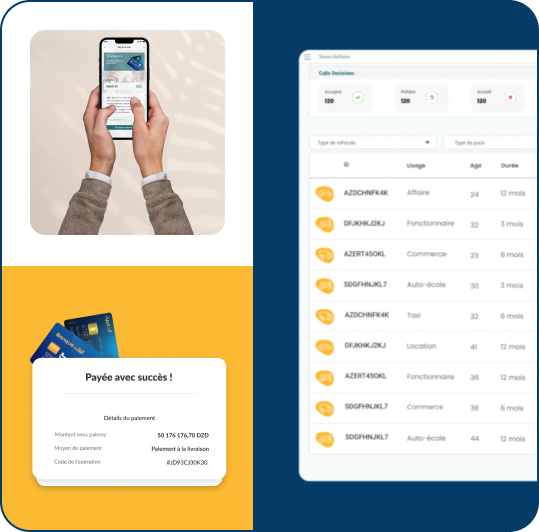 Payée avec succès !
Détails du paiement
Montant vous paierez 50 176 176,70 DZD
Moyen de paiement Paiement à la livraison
Code de l'opération #JD93CJ30K30
Souscriptions
Calls Decisions
Accepté Refaire Annulé
120 120 120
Type de véhicule Type de pack
ID Usage Age Durée
AZDCHNFK4K Affaire 24 12 mois
DFJKHKJ2KJ Fonctionnaire 32 3 mois
AZERT45OKL Commerce 23 6 mois
SDGFHNJKL7 Auto-école 30 3 mois
AZDCHNFK4K Taxi 32 6 mois
DFJKHKJ2KJ Location 41 12 mois
AZERT45OKL Fonctionnaire 36 12 mois
SDGFHNJKL7 Commerce 38 6 mois
SDGFHNJKL7 Auto-école 44 12 mois